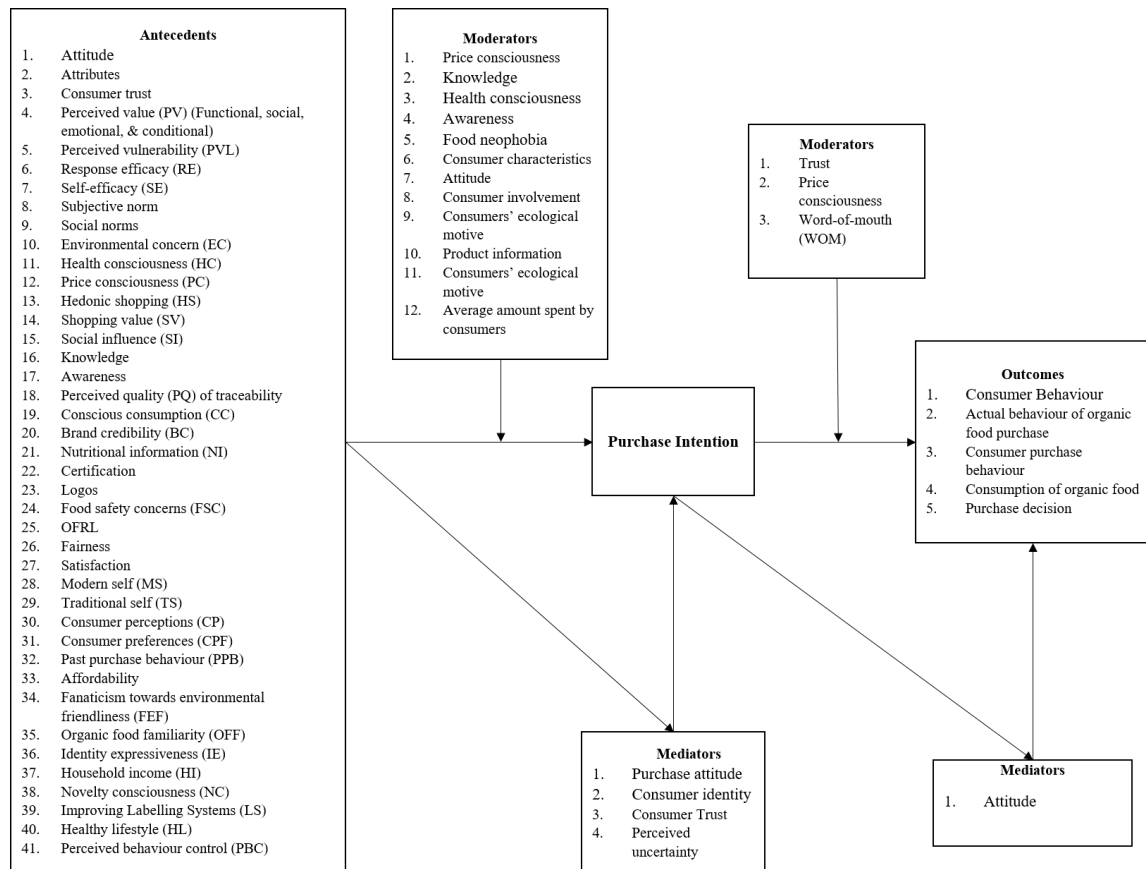 Antecedents
1. Attitude
2. Attributes
3. Consumer trust
4. Perceived value (PV) (Functional, social,
emotional, & conditional)
5. Perceived vulnerability (PVL)
6. Response efficacy (RE)
7. Self-efficacy (SE)
8. Subjective norm
9. Social norms
10. Environmental concern (EC)
11. Health consciousness (HC)
12. Price consciousness (PC)
13. Hedonic shopping (HS)
14. Shopping value (SV)
15. Social influence (SI)
16. Knowledge
17. Awareness
18. Perceived quality (PQ) of traceability
19. Conscious consumption (CC)
20. Brand credibility (BC)
21. Nutritional information (NI)
22. Certification
23. Logos
24. Food safety concerns (FSC)
25. OFRL
26. Fairness
27. Satisfaction
28. Modern self (MS)
29. Traditional self (TS)
30. Consumer perceptions (CP)
31. Consumer preferences (CPF)
32. Past purchase behaviour (PPB)
33. Affordability
34. Fanaticism towards environmental
friendliness (FEF)
35. Organic food familiarity (OFF)
36. Identity expressiveness (IE)
37. Household income (HI)
38. Novelty consciousness (NC)
39. Improving Labelling Systems (LS)
40. Healthy lifestyle (HL)
41. Perceived behaviour control (PBC)
Moderators
1. Price consciousness
2. Knowledge
3. Health consciousness
4. Awareness
5. Food neophobia
6. Consumer characteristics
7. Attitude
8. Consumer involvement
9. Consumers' ecological
motive
10. Product information
11. Consumers' ecological
motive
12. Average amount spent by
consumers
Moderators
1. Trust
2. Price
consciousness
3. Word-of-mouth
(WOM)
Purchase Intention
Outcomes
1. Consumer Behaviour
2. Actual behaviour of organic
food purchase
3. Consumer purchase
behaviour
4. Consumption of organic food
5. Purchase decision
Mediators
1. Purchase attitude
2. Consumer identity
3. Consumer Trust
4. Perceived
uncertainty
Mediators
1. Attitude